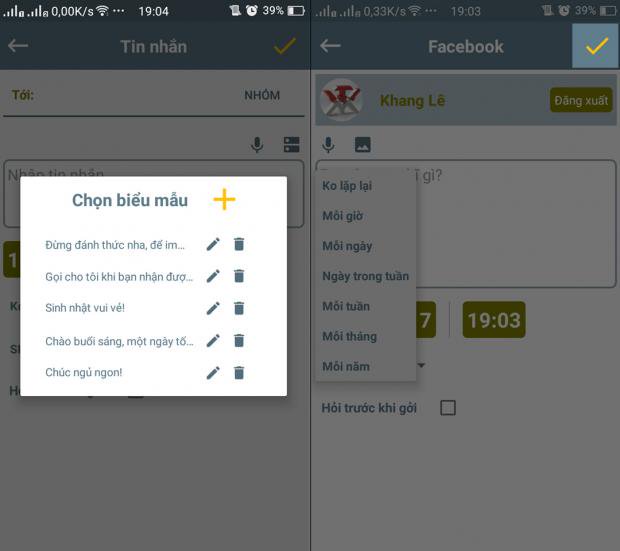 0,00K/s ... 19:04 39%
Tin nhắn
Tới: NHÓM
Nhập tin nhắn
Chọn biểu mẫu
Đừng đánh thức nha, để im...
Gọi cho tôi khi bạn nhận đượ...
Sinh nhật vui vẻ!
Chào buổi sáng, một ngày tố...
Chúc ngủ ngon!
1
0,33K/s ... 19:03 39%
Facebook
Khang Lê
Đăng xuất
gì?
Ko lặp lại
Mỗi giờ
Mỗi ngày
Ngày trong tuần
Mỗi tuần
Mỗi tháng
Mỗi năm
7 19:03
Hỏi trước khi gởi